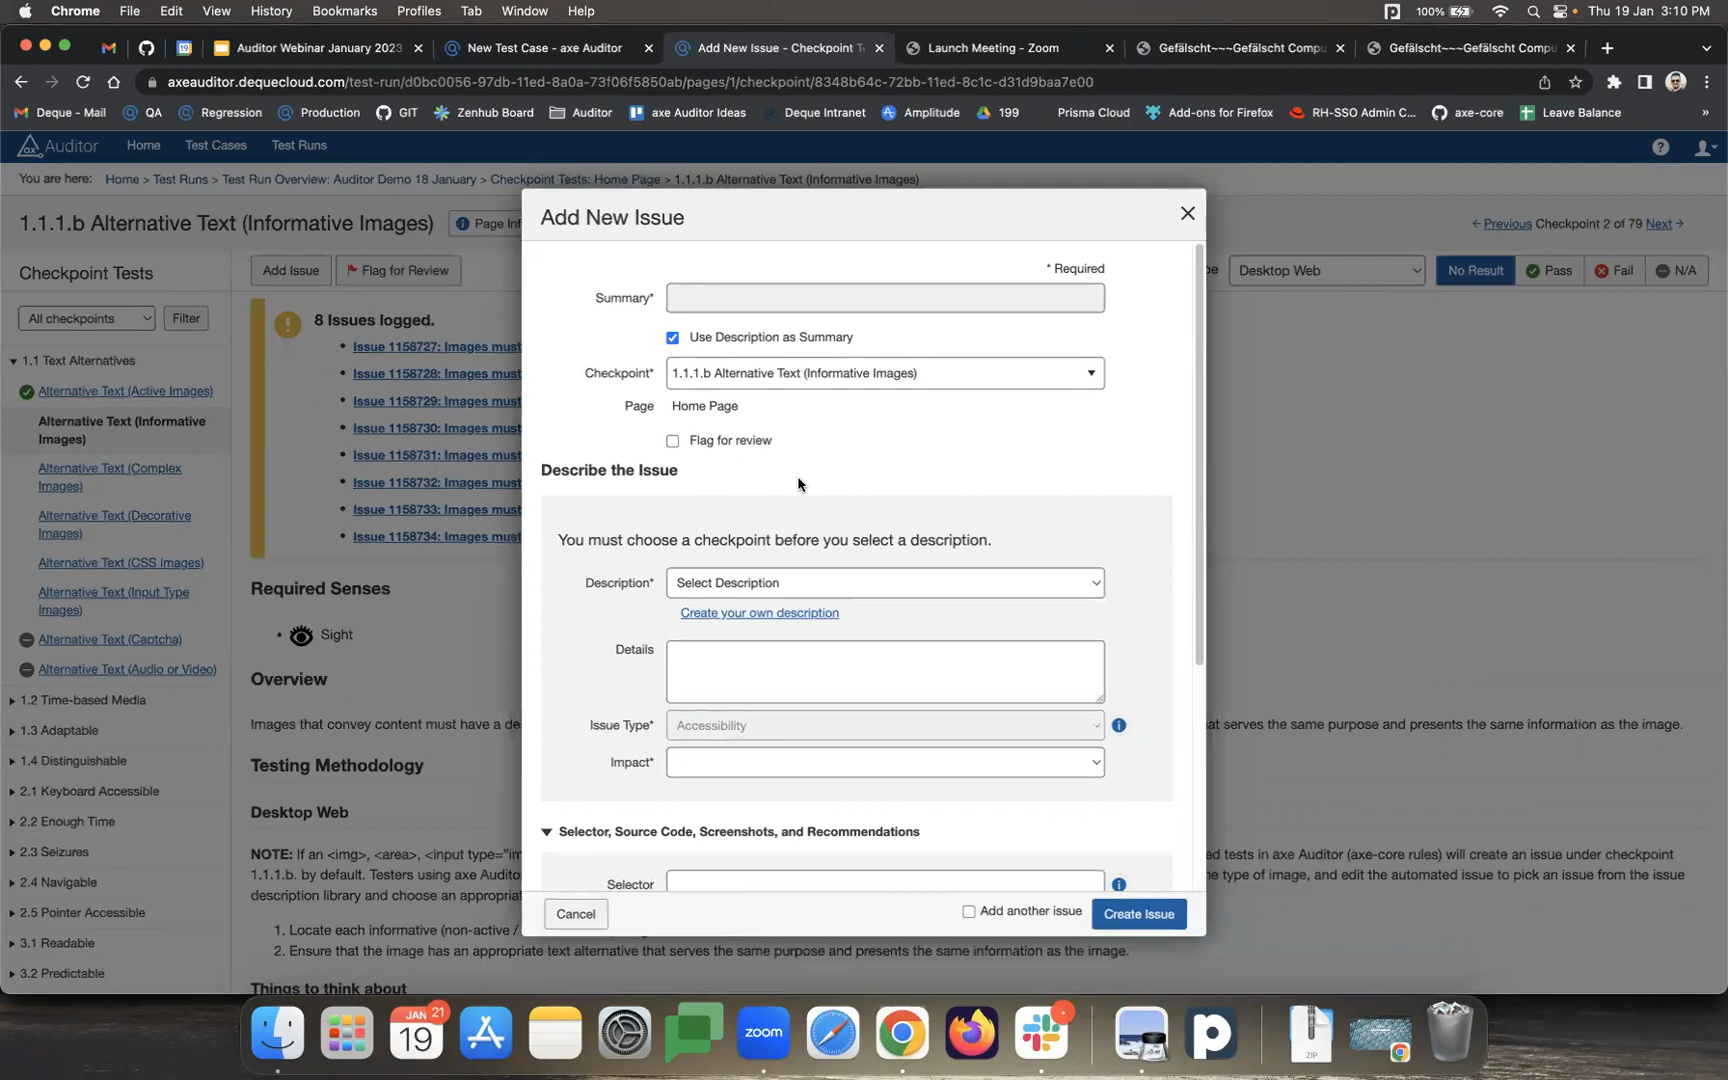 Chrome File Edit View History Bookmarks Profiles Tab Window Help 100% Thu 19 Jan 3:10 PM
Auditor Webinar January 2023 New Test Case - axe Auditor Add New Issue - Checkpoint Te Launch Meeting - Zoom Gefälscht~~~Gefälscht Compu Gefälscht~~~Gefälscht Compu
axeauditor.dequecloud.com/test-run/d0bc0056-97db-11ed-8a0a-73f06f5850ab/pages/1/checkpoint/8348b64c-72bb-11ed-8c1c-d31d9baa7e00
Deque - Mail QA Regression Production GIT Zenhub Board Auditor axe Auditor Ideas Deque Intranet Amplitude 199 Prisma Cloud Add-ons for Firefox RH-SSO Admin C... axe-core Leave Balance »
Auditor Home Test Cases Test Runs
You are here: Home > Test Runs > Test Run Overview: Auditor Demo 18 January > Checkpoint Tests: Home Page > 1.1.1.b Alternative Text (Informative Images)
1.1.1.b Alternative Text (Informative Images) Page Inf
← Previous Checkpoint 2 of 79 Next →
Checkpoint Tests
Add Issue Flag for Review
Desktop Web No Result Pass Fail N/A
All checkpoints Filter
1.1 Text Alternatives
Alternative Text (Active Images)
Alternative Text (Informative
Images)
Alternative Text (Complex
Images)
Alternative Text (Decorative
Images)
Alternative Text (CSS Images)
Alternative Text (Input Type
Images)
Alternative Text (Captcha)
Alternative Text (Audio or Video)
1.2 Time-based Media
1.3 Adaptable
1.4 Distinguishable
2.1 Keyboard Accessible
2.2 Enough Time
2.3 Seizures
2.4 Navigable
2.5 Pointer Accessible
3.1 Readable
3.2 Predictable
8 Issues logged.
Issue 1158727: Images must
Issue 1158728: Images must
Issue 1158729: Images must
Issue 1158730: Images must
Issue 1158731: Images must
Issue 1158732: Images must
Issue 1158733: Images must
Issue 1158734: Images must
Required Senses
Sight
Overview
Images that convey content must have a de
at serves the same purpose and presents the same information as the image.
Testing Methodology
Desktop Web
NOTE: If an <img>, <area>, <input type="im
ed tests in axe Auditor (axe-core rules) will create an issue under checkpoint
1.1.1.b. by default. Testers using axe Audito
the type of image, and edit the automated issue to pick an issue from the issue
description library and choose an appropriat
1. Locate each informative (non-active /
2. Ensure that the image has an appropriate text alternative that serves the same purpose and presents the same information as the image.
Things to think about
Add New Issue
* Required
Summary*
Use Description as Summary
Checkpoint* 1.1.1.b Alternative Text (Informative Images)
Page Home Page
Flag for review
Describe the Issue
You must choose a checkpoint before you select a description.
Description* Select Description
Create your own description
Details
Issue Type* Accessibility
Impact*
Selector, Source Code, Screenshots, and Recommendations
Selector
Cancel Add another issue Create Issue
JAN 21
19
zoom
ZIP